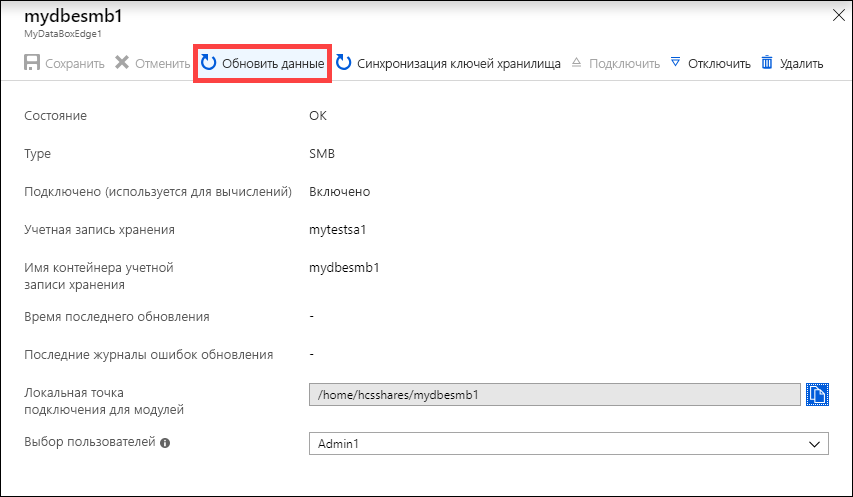 mydbesmb1
MyDataBoxEdge1
Сохранить Отменить Обновить данные Синхронизация ключей хранилища Подключить Отключить Удалить
Состояние OK
Type SMB
Подключено (используется для вычислений) Включено
Учетная запись хранения mytestsa1
Имя контейнера учетной mydbesmb1
записи хранения
Время последнего обновления -
Последние журналы ошибок обновления -
Локальная точка /home/hcsshares/mydbesmb1
подключения для модулей
Выбор пользователей Admin1